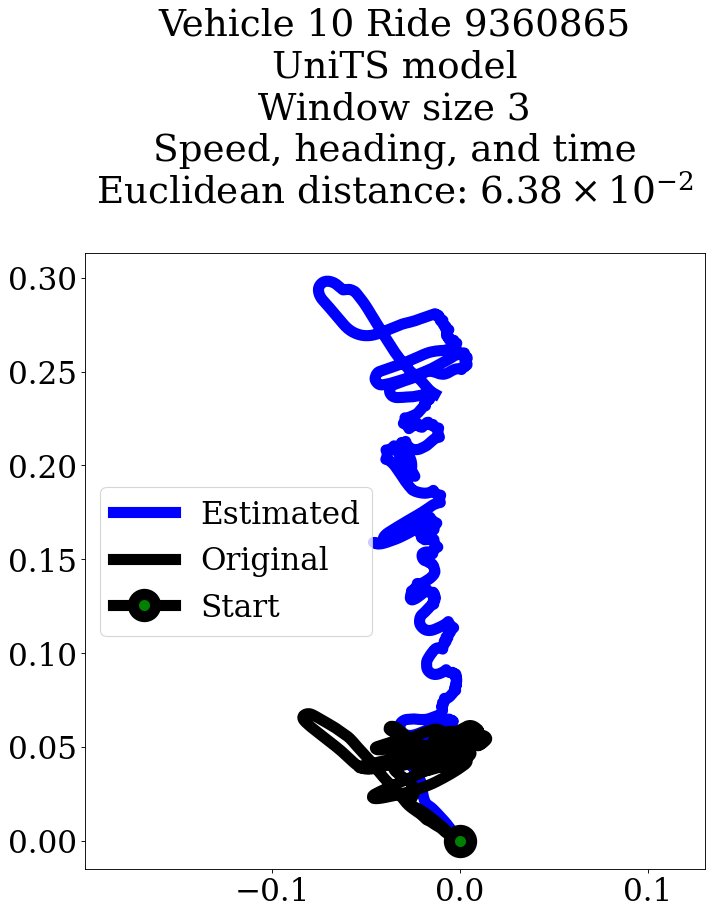 Vehicle 10 Ride 9360865
UniTS model
Window size 3
Speed, heading, and time
Euclidean distance: 6.38 × 10⁻²
0.30
0.25
0.20
0.15
0.10
0.05
0.00
Estimated
Original
Start
−0.1
0.0
0.1